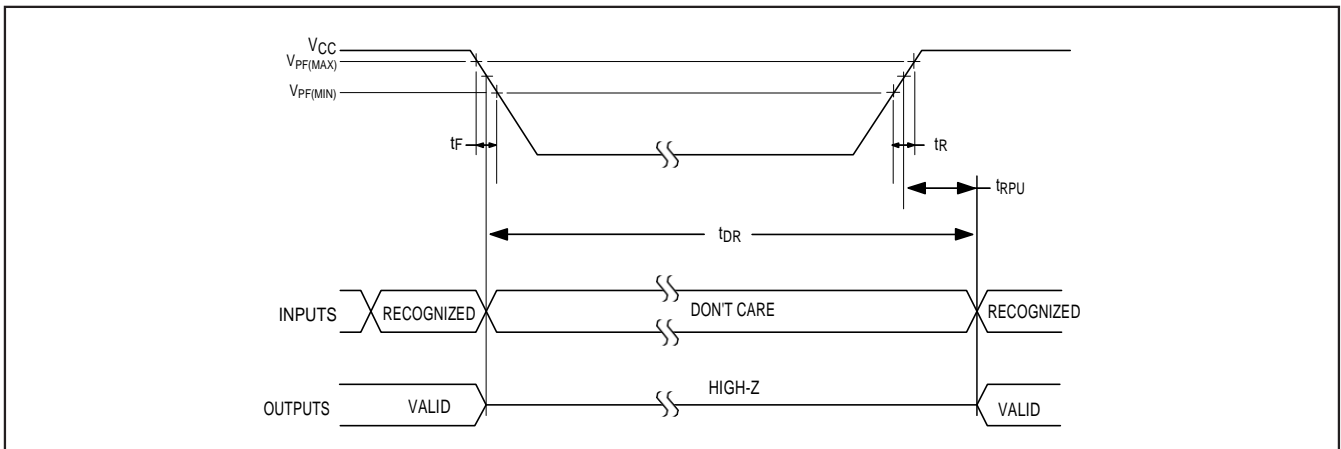 VCC
VPF(MAX)
VPF(MIN)
tF
tR
tRPU
tDR
INPUTS
RECOGNIZED
DON'T CARE
RECOGNIZED
OUTPUTS
VALID
HIGH-Z
VALID